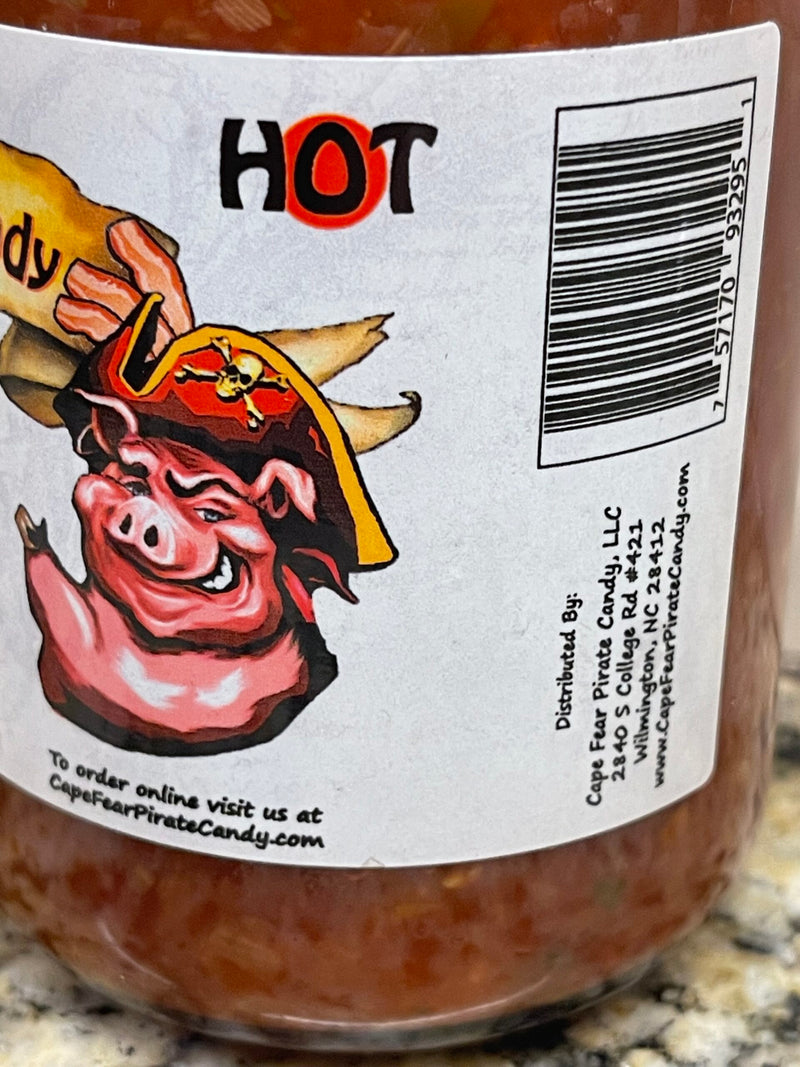 HOT
dy
To order online visit us at
CapeFearPirateCandy.com
7 57170 93295 1
Distributed By:
Cape Fear Pirate Candy, LLC
2840 S College Rd #421
Wilmington, NC 28412
www.CapeFearPirateCandy.com